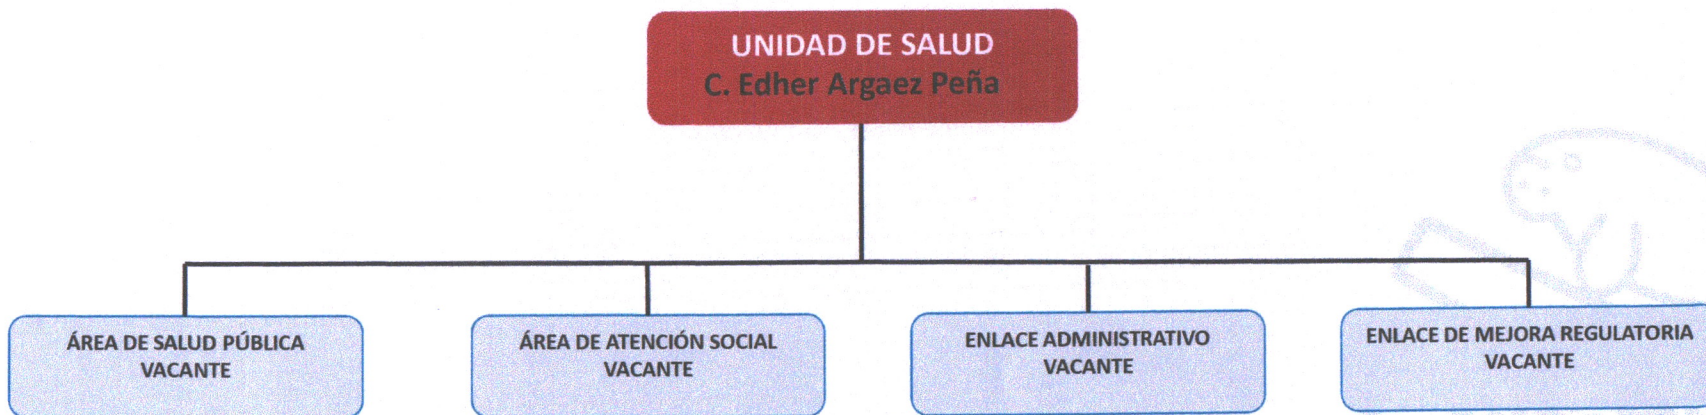 UNIDAD DE SALUD
C. Edher Argaez Peña
ÁREA DE SALUD PÚBLICA
VACANTE
ÁREA DE ATENCIÓN SOCIAL
VACANTE
ENLACE ADMINISTRATIVO
VACANTE
ENLACE DE MEJORA REGULATORIA
VACANTE